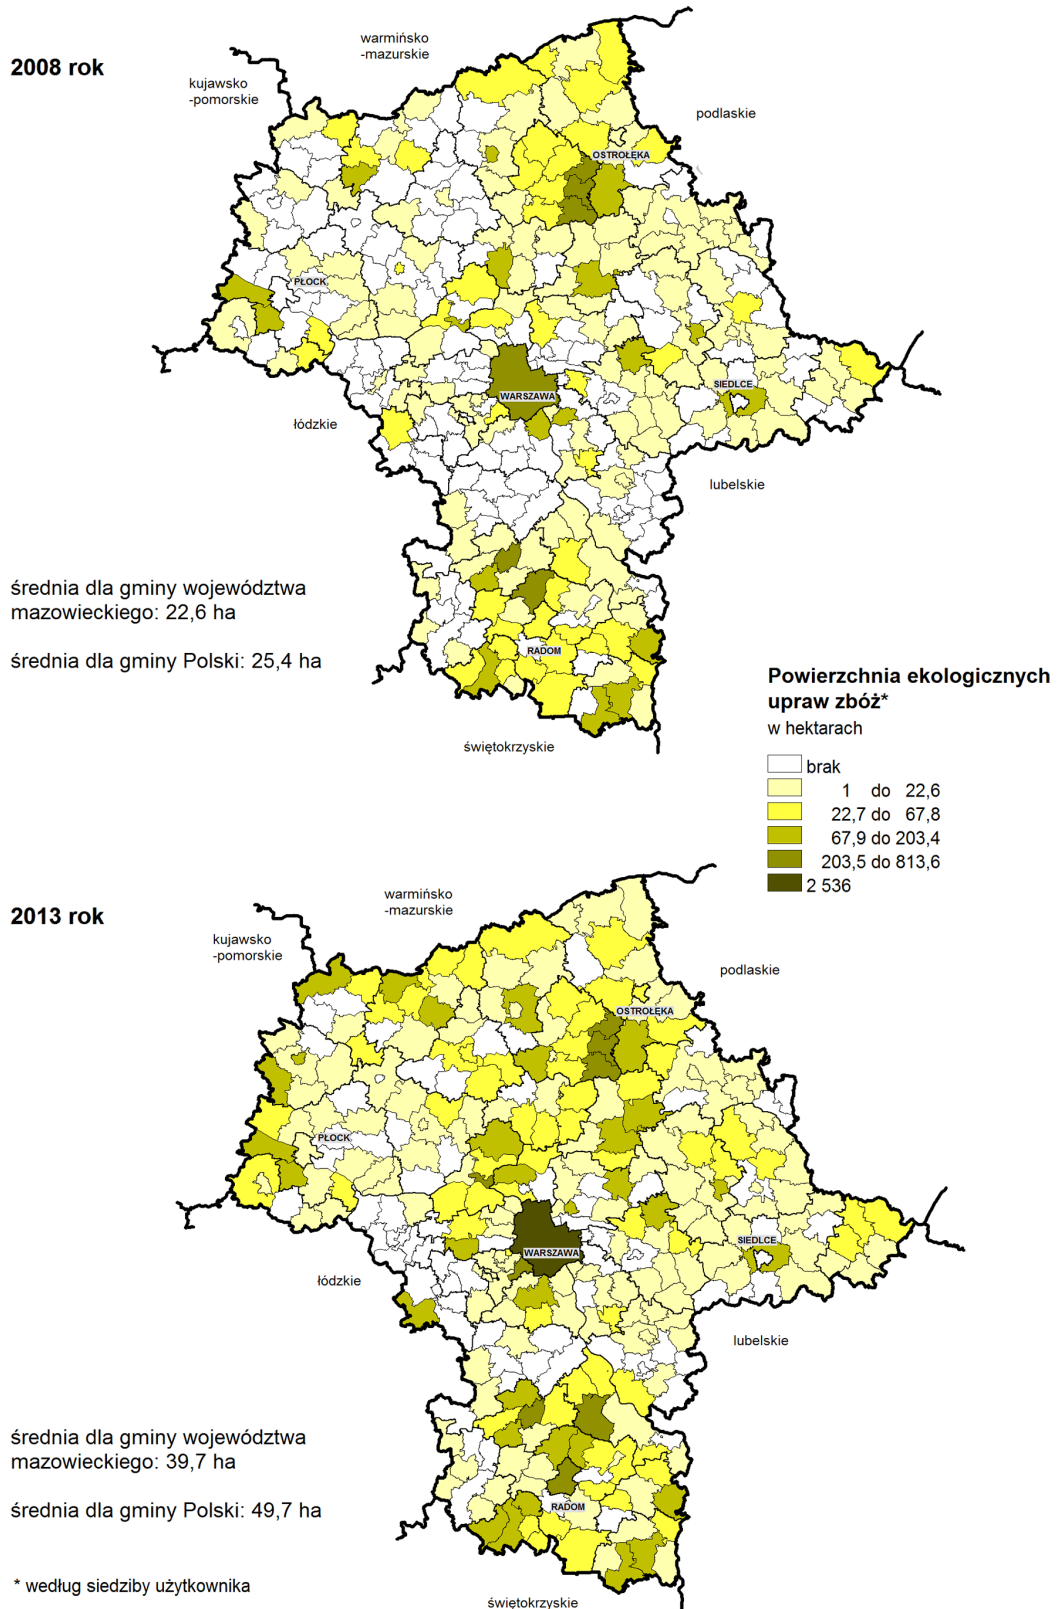 2008 rok
warmińsko
-mazurskie
kujawsko
-pomorskie
podlaskie
OSTROŁĘKA
PŁOCK
SIEDLCE
WARSZAWA
łódzkie
lubelskie
średnia dla gminy województwa
mazowieckiego: 22,6 ha
średnia dla gminy Polski: 25,4 ha
RADOM
świętokrzyskie
Powierzchnia ekologicznych
upraw zbóż*
w hektarach
brak
1 do 22,6
22,7 do 67,8
67,9 do 203,4
203,5 do 813,6
2 536
2013 rok
warmińsko
-mazurskie
kujawsko
-pomorskie
podlaskie
OSTROŁĘKA
PŁOCK
SIEDLCE
WARSZAWA
łódzkie
lubelskie
średnia dla gminy województwa
mazowieckiego: 39,7 ha
średnia dla gminy Polski: 49,7 ha
RADOM
* według siedziby użytkownika
świętokrzyskie